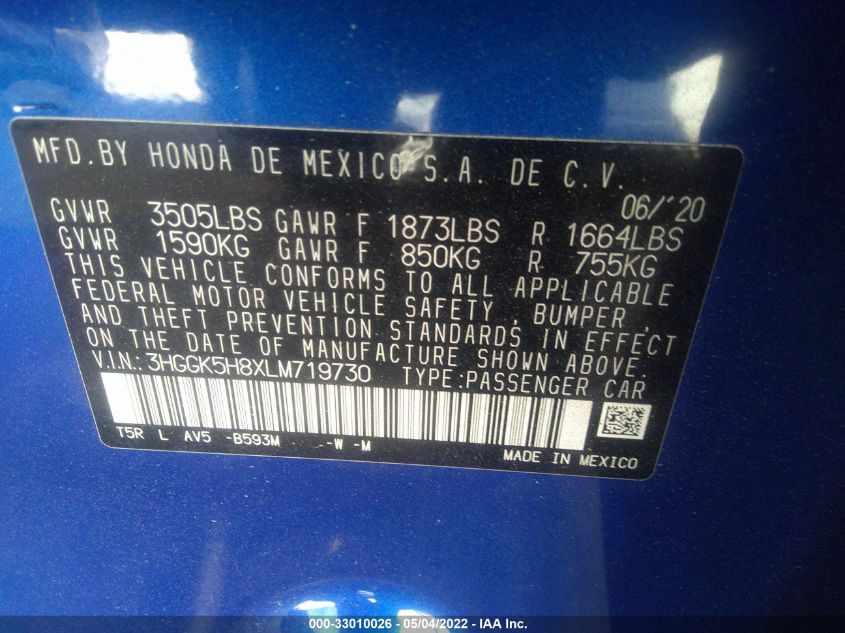 MFD.BY HONDA DE MEXICO S.A. DE C.V.
06/'20
GVWR 3505LBS GAWR F 1873LBS R 1664LBS
GVWR 1590KG GAWR F 850KG R 755KG
THIS VEHICLE CONFORMS TO ALL APPLICABLE
FEDERAL MOTOR VEHICLE SAFETY, BUMPER,
AND THEFT PREVENTION STANDARDS IN EFFECT
ON THE DATE OF MANUFACTURE SHOWN ABOVE.
V.I.N.:3HGGK5H8XLM719730 TYPE:PASSENGER CAR
T5R L AV5 -B593M -W -M
MADE IN MEXICO
000-33010026 - 05/04/2022 - IAA Inc.